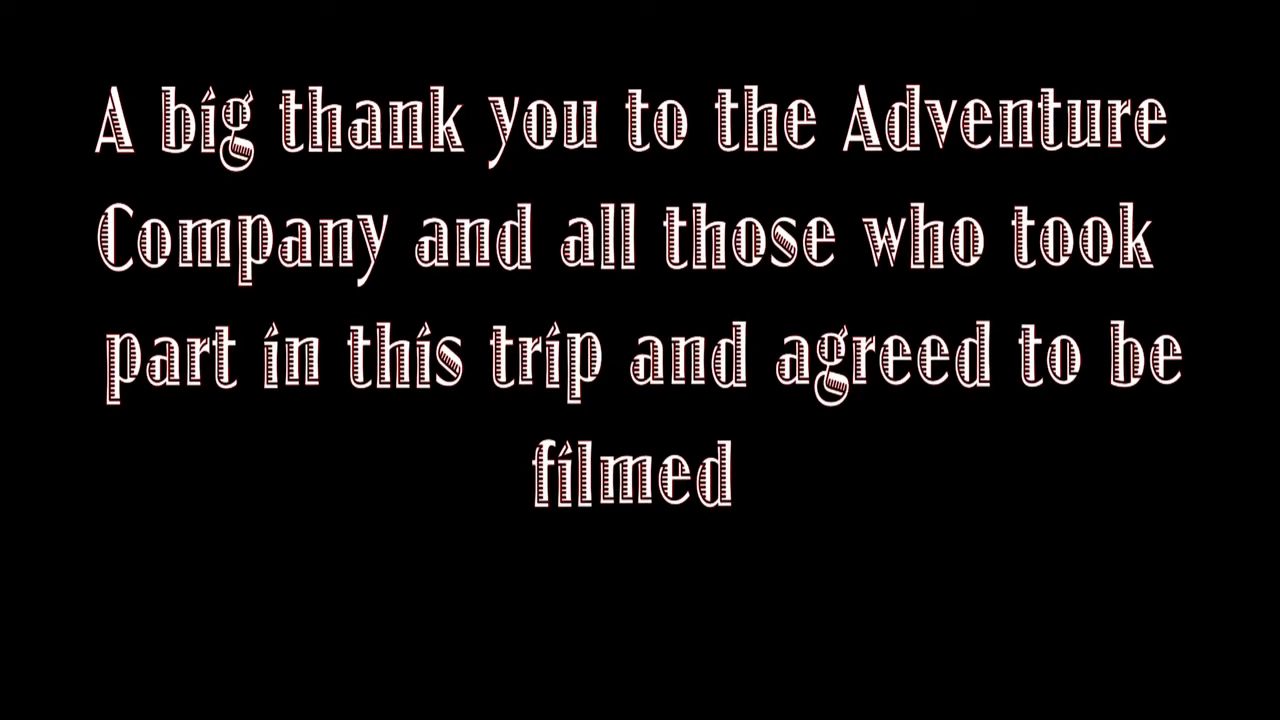 A big thank you to the Adventure
Company and all those who took
part in this trip and agreed to be
filmed